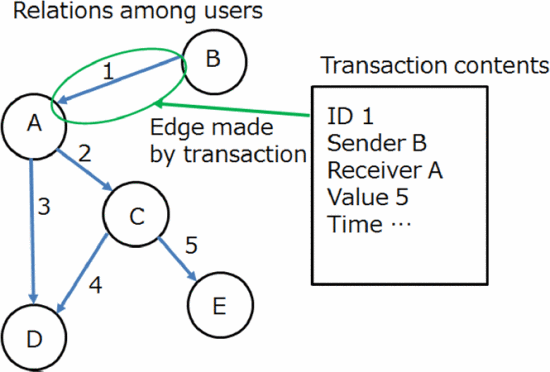 Relations among users
B
1
Transaction contents
A
Edge made
by transaction
ID 1
Sender B
Receiver A
Value 5
Time ⋯
2
3
C
5
4
E
D